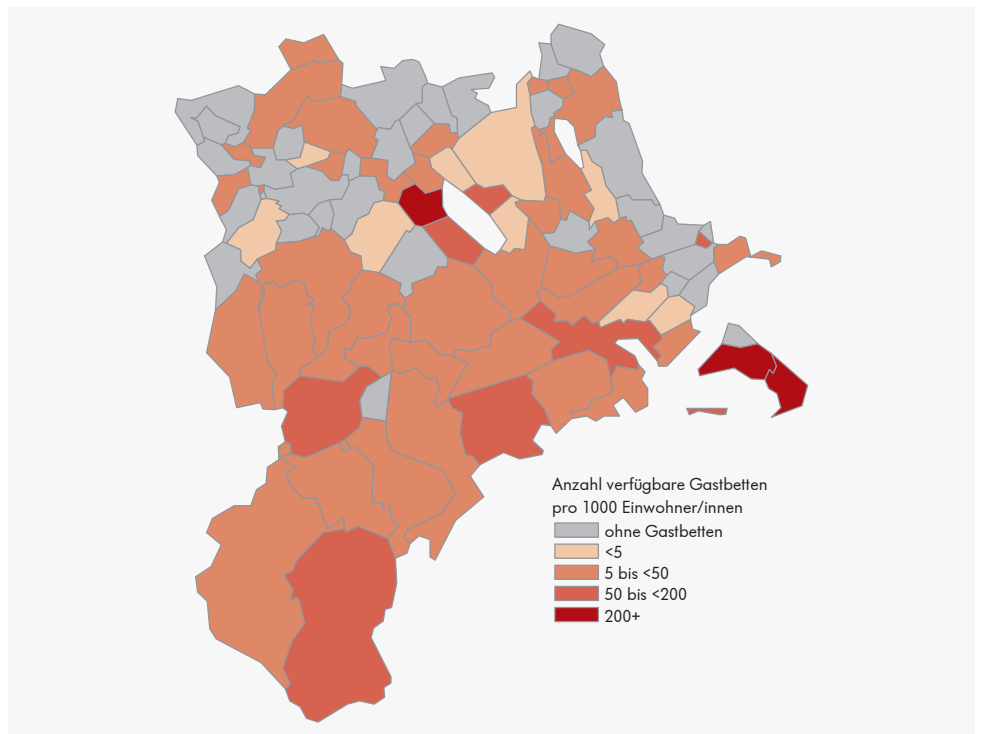 Anzahl verfügbare Gastbetten
pro 1000 Einwohner/innen
ohne Gastbetten
<5
5 bis <50
50 bis <200
200+